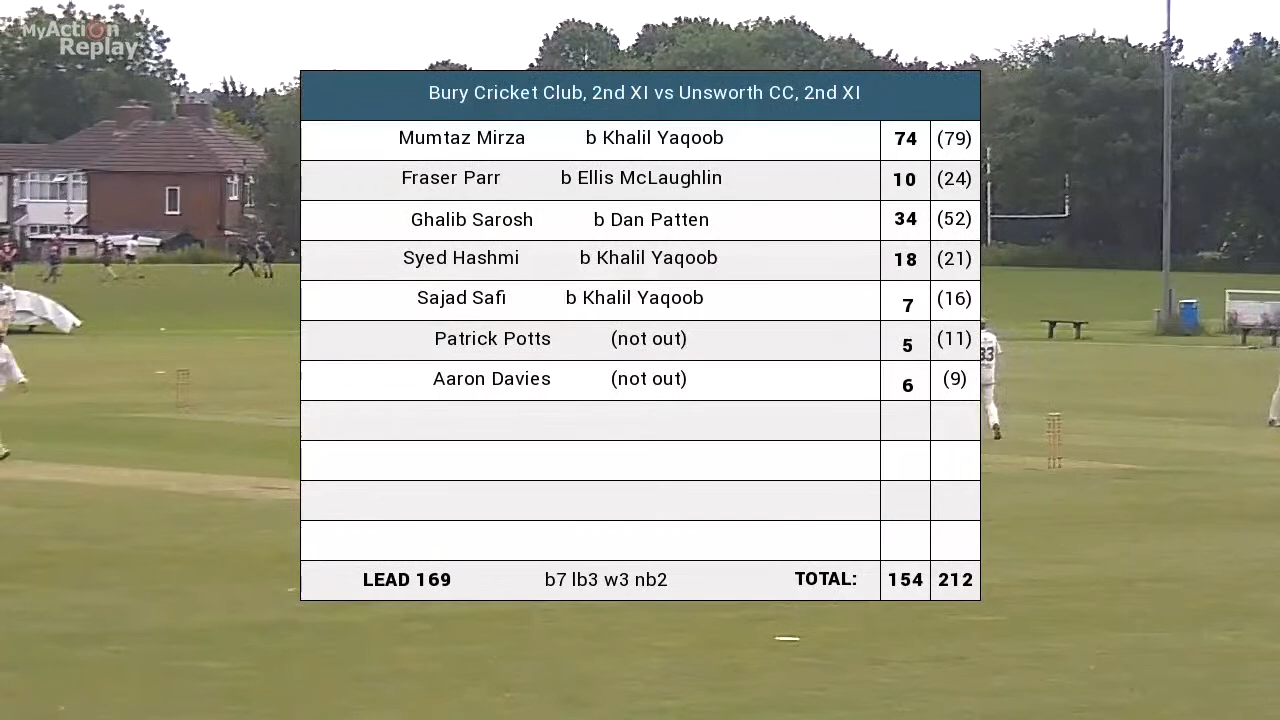 MyAction
Replay
Bury Cricket Club, 2nd XI vs Unsworth CC, 2nd XI
Mumtaz Mirza b Khalil Yaqoob 74 (79)
Fraser Parr b Ellis McLaughlin 10 (24)
Ghalib Sarosh b Dan Patten 34 (52)
Syed Hashmi b Khalil Yaqoob 18 (21)
Sajad Safi b Khalil Yaqoob 7 (16)
Patrick Potts (not out) 5 (11)
Aaron Davies (not out) 6 (9)
LEAD 169 b7 lb3 w3 nb2 TOTAL: 154 212
33